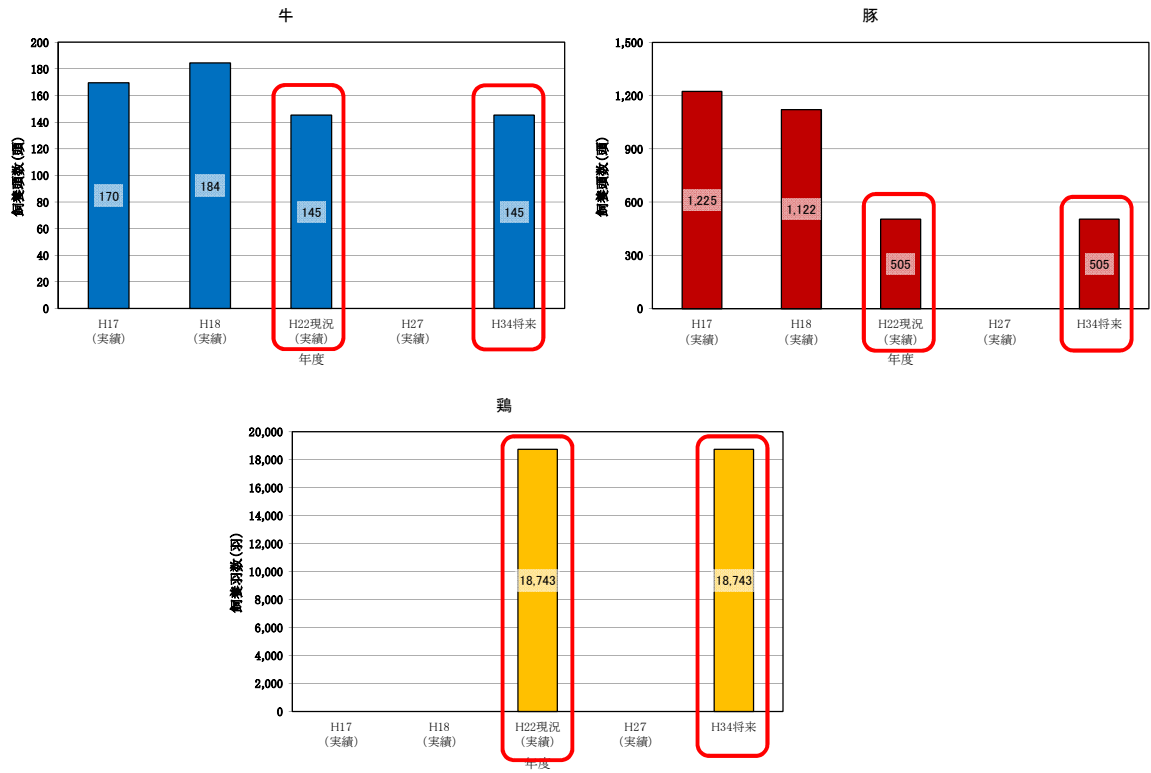 牛
200
180
160
140
120
100
80
60
40
20
0
飼養頭数(頭)
170
184
145
145
H17
(実績)
H18
(実績)
H22現況
(実績)
H27
(実績)
H34将来
年度
豚
1,500
1,200
900
600
300
0
飼養頭数(頭)
1,225
1,122
505
505
H17
(実績)
H18
(実績)
H22現況
(実績)
H27
(実績)
H34将来
年度
鶏
20,000
18,000
16,000
14,000
12,000
10,000
8,000
6,000
4,000
2,000
0
飼養羽数(羽)
18,743
18,743
H17
(実績)
H18
(実績)
H22現況
(実績)
H27
(実績)
H34将来
年度